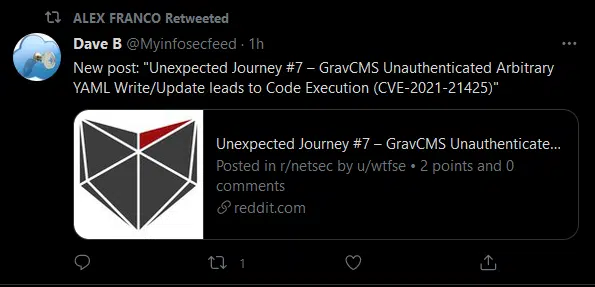 ALEX FRANCO Retweeted
Dave B @Myinfosecfeed · 1h
New post: "Unexpected Journey #7 – GravCMS Unauthenticated Arbitrary
YAML Write/Update leads to Code Execution (CVE-2021-21425)"
Unexpected Journey #7 – GravCMS Unauthenticate...
Posted in r/netsec by u/wtfse • 2 points and 0
comments
reddit.com
1